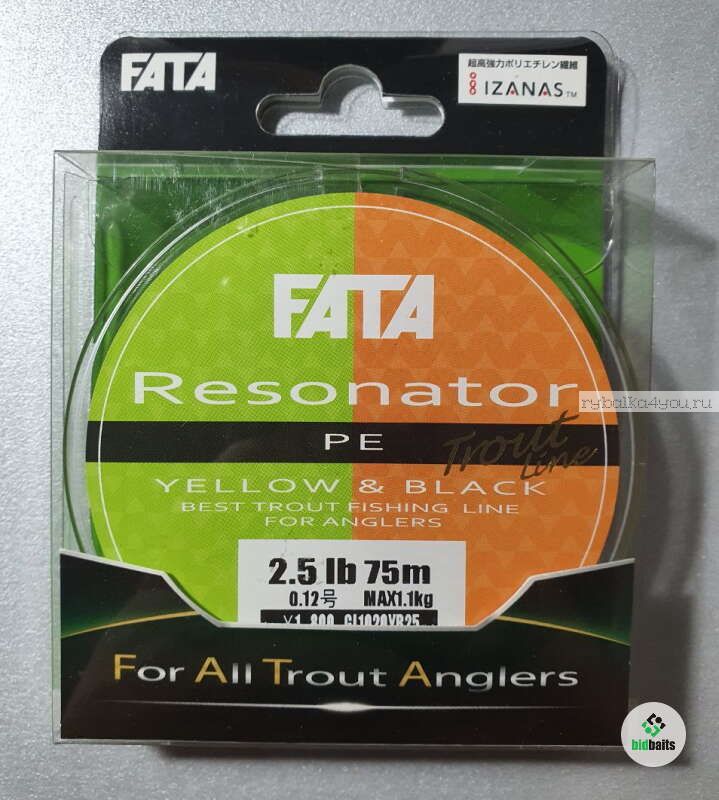 FATA
超高強力ポリエチレン繊維
IZANAS™
FATA
Resonator
rybalka4you.ru
PE
Trout
Line
YELLOW & BLACK
BEST TROUT FISHING LINE
FOR ANGLERS
2.5 lb 75m
0.12号 MAX1.1kg
For All Trout Anglers
bidbaits